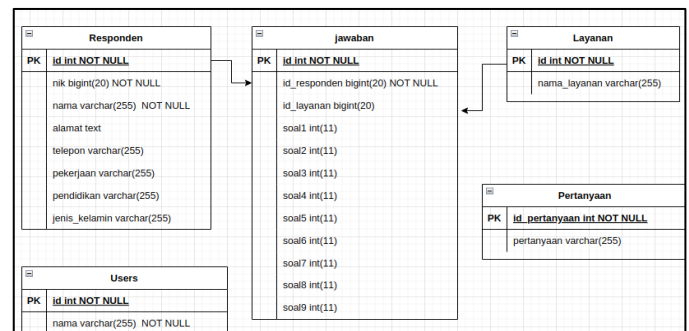 Responden
PK id int NOT NULL
nik bigint(20) NOT NULL
nama varchar(255) NOT NULL
alamat text
telepon varchar(255)
pekerjaan varchar(255)
pendidikan varchar(255)
jenis_kelamin varchar(255)
jawaban
PK id int NOT NULL
id_responden bigint(20) NOT NULL
id_layanan bigint(20)
soal1 int(11)
soal2 int(11)
soal3 int(11)
soal4 int(11)
soal5 int(11)
soal6 int(11)
soal7 int(11)
soal8 int(11)
soal9 int(11)
Layanan
PK id int NOT NULL
nama_layanan varchar(255)
Pertanyaan
PK id_pertanyaan int NOT NULL
pertanyaan varchar(255)
Users
PK id int NOT NULL
nama varchar(255) NOT NULL